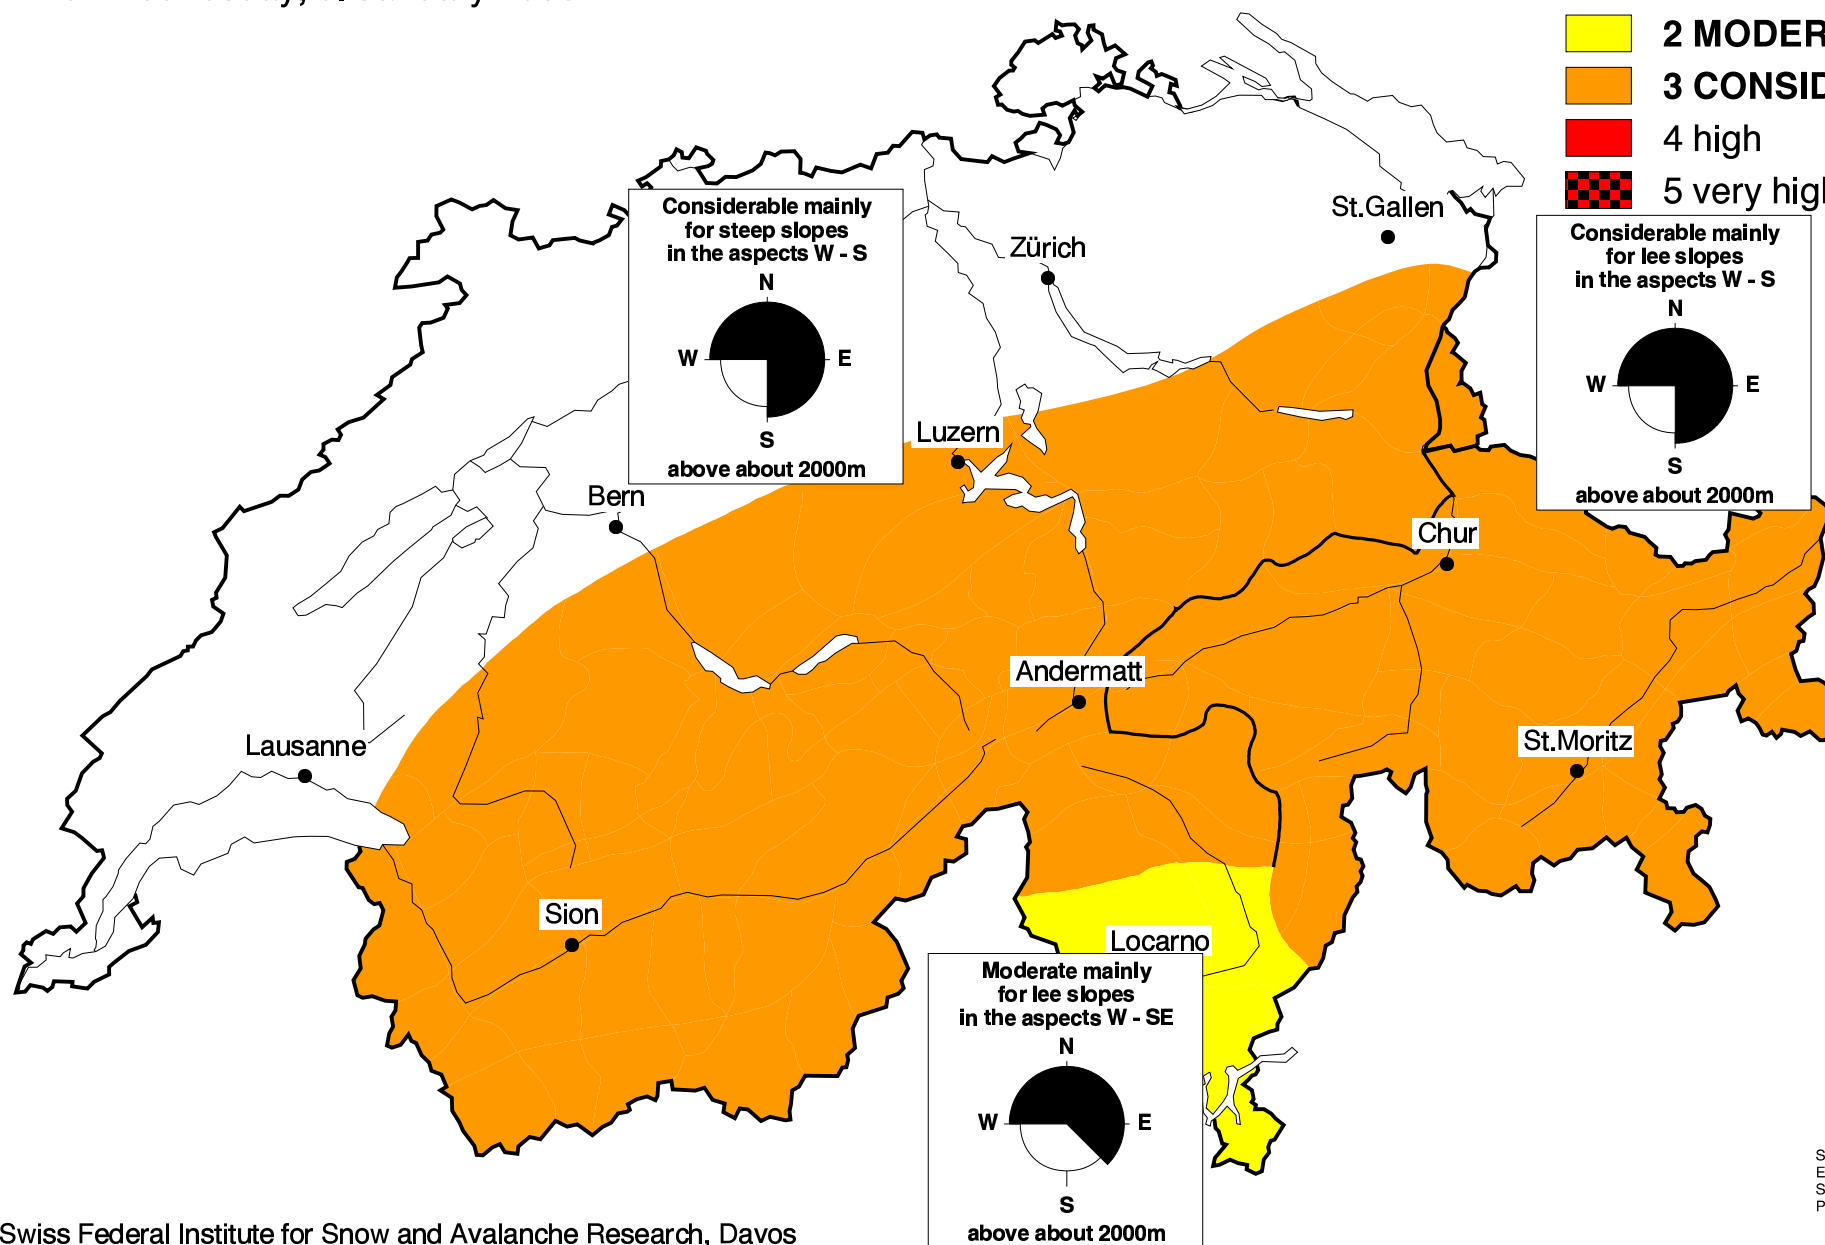 2 MODER
3 CONSID
4 high
5 very high
Considerable mainly
for steep slopes
in the aspects W - S
N
W
E
S
above about 2000m
St.Gallen
Zürich
Considerable mainly
for lee slopes
in the aspects W - S
N
W
E
S
above about 2000m
Luzern
Bern
Chur
Andermatt
St.Moritz
Lausanne
Sion
Locarno
Moderate mainly
for lee slopes
in the aspects W - SE
N
W
E
S
above about 2000m
S
E
S
P
Swiss Federal Institute for Snow and Avalanche Research, Davos